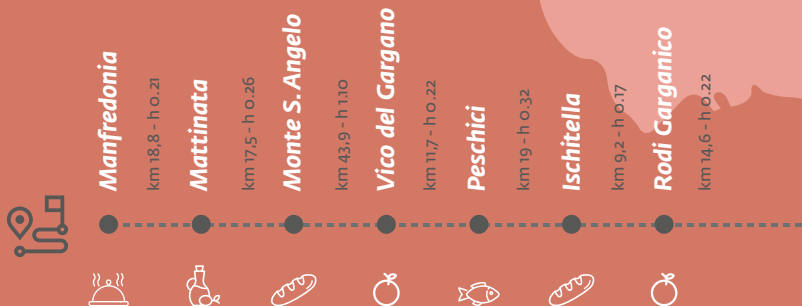 Manfredonia
km 18,8 - h 0.21
Mattinata
km 17,5 - h 0.26
Monte S. Angelo
km 43,9 - h 1.10
Vico del Gargano
km 11,7 - h 0.22
Peschici
km 19 - h 0.32
Ischitella
km 9,2 - h 0.17
Rodi Garganico
km 14,6 - h 0.22